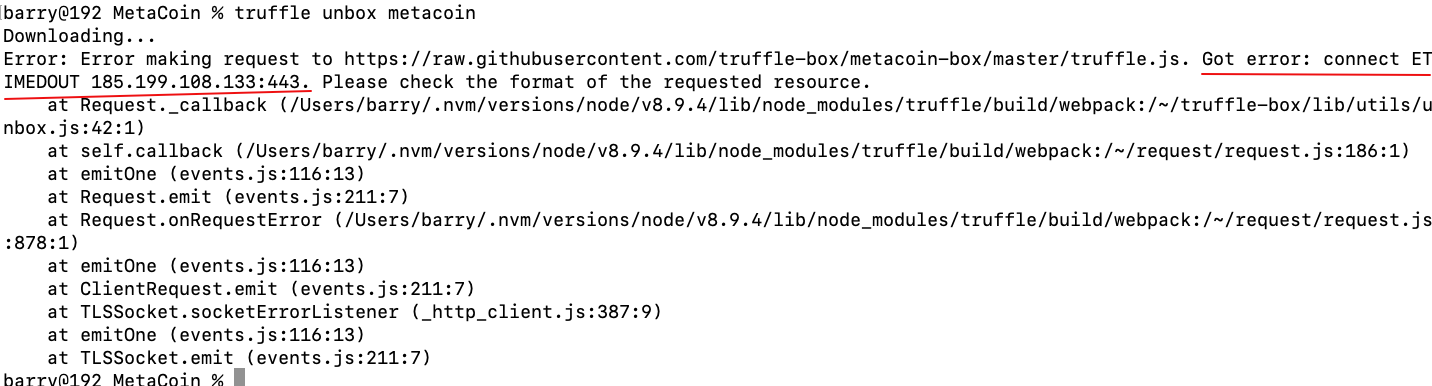 barry@192 MetaCoin % truffle unbox metacoin
Downloading...
Error: Error making request to https://raw.githubusercontent.com/truffle-box/metacoin-box/master/truffle.js. Got error: connect ET
IMEDOUT 185.199.108.133:443. Please check the format of the requested resource.
    at Request._callback (/Users/barry/.nvm/versions/node/v8.9.4/lib/node_modules/truffle/build/webpack:/~/truffle-box/lib/utils/u
nbox.js:42:1)
    at self.callback (/Users/barry/.nvm/versions/node/v8.9.4/lib/node_modules/truffle/build/webpack:/~/request/request.js:186:1)
    at emitOne (events.js:116:13)
    at Request.emit (events.js:211:7)
    at Request.onRequestError (/Users/barry/.nvm/versions/node/v8.9.4/lib/node_modules/truffle/build/webpack:/~/request/request.js
:878:1)
    at emitOne (events.js:116:13)
    at ClientRequest.emit (events.js:211:7)
    at TLSSocket.socketErrorListener (_http_client.js:387:9)
    at emitOne (events.js:116:13)
    at TLSSocket.emit (events.js:211:7)
barry@192 MetaCoin %